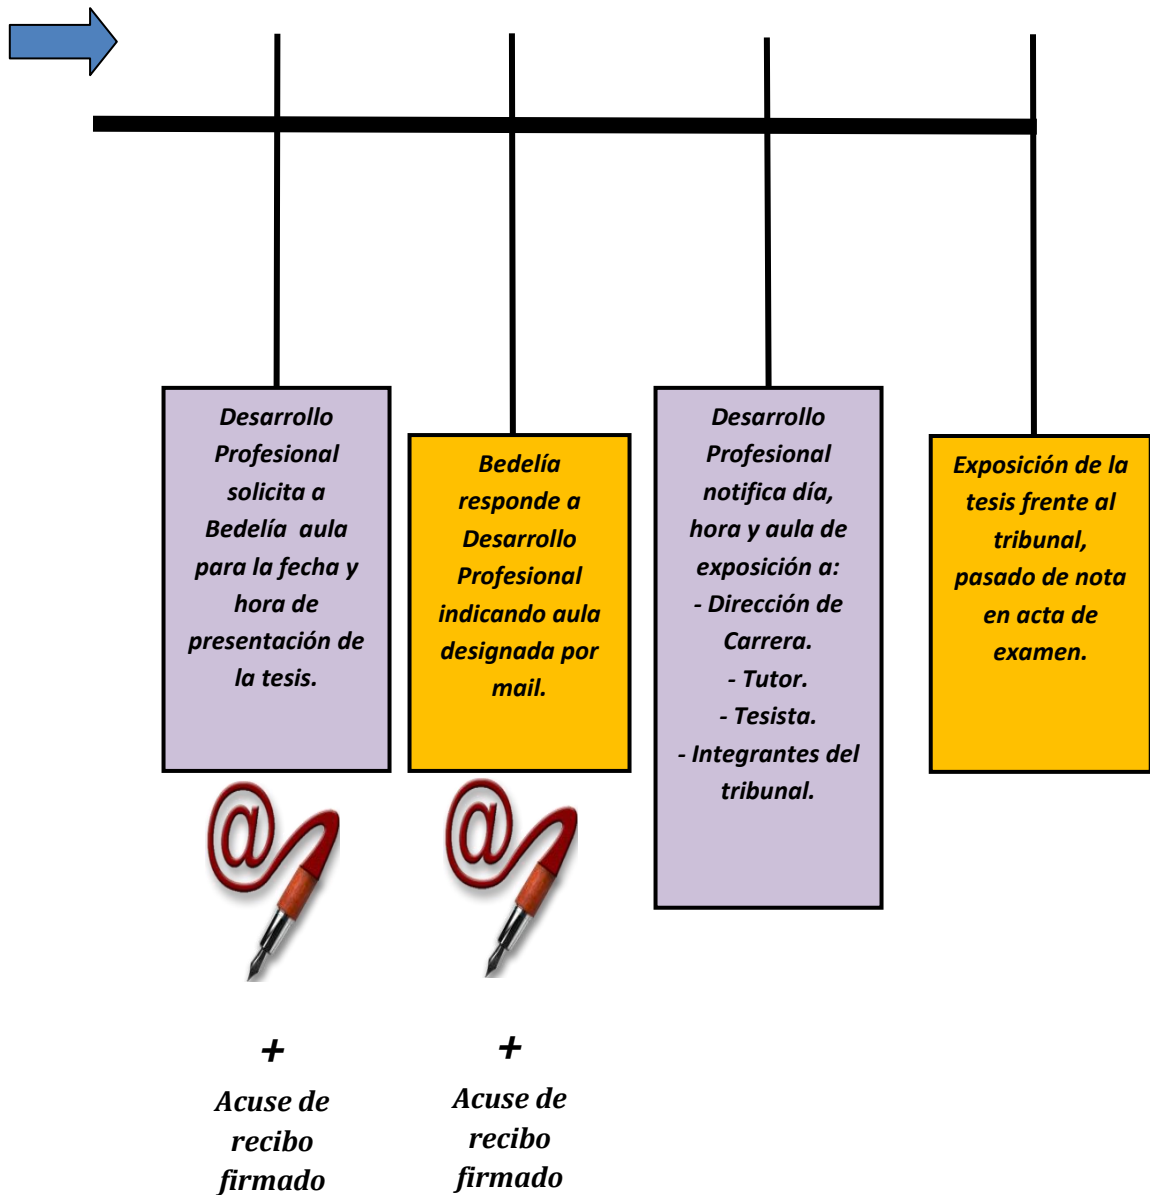 Desarrollo
Profesional
solicita a
Bedelía aula
para la fecha y
hora de
presentación de
la tesis.
Bedelía
responde a
Desarrollo
Profesional
indicando aula
designada por
mail.
Desarrollo
Profesional
notifica día,
hora y aula de
exposición a:
- Dirección de
Carrera.
- Tutor.
- Tesista.
- Integrantes del
tribunal.
Exposición de la
tesis frente al
tribunal,
pasado de nota
en acta de
examen.
@
@
+
Acuse de
recibo
firmado
+
Acuse de
recibo
firmado